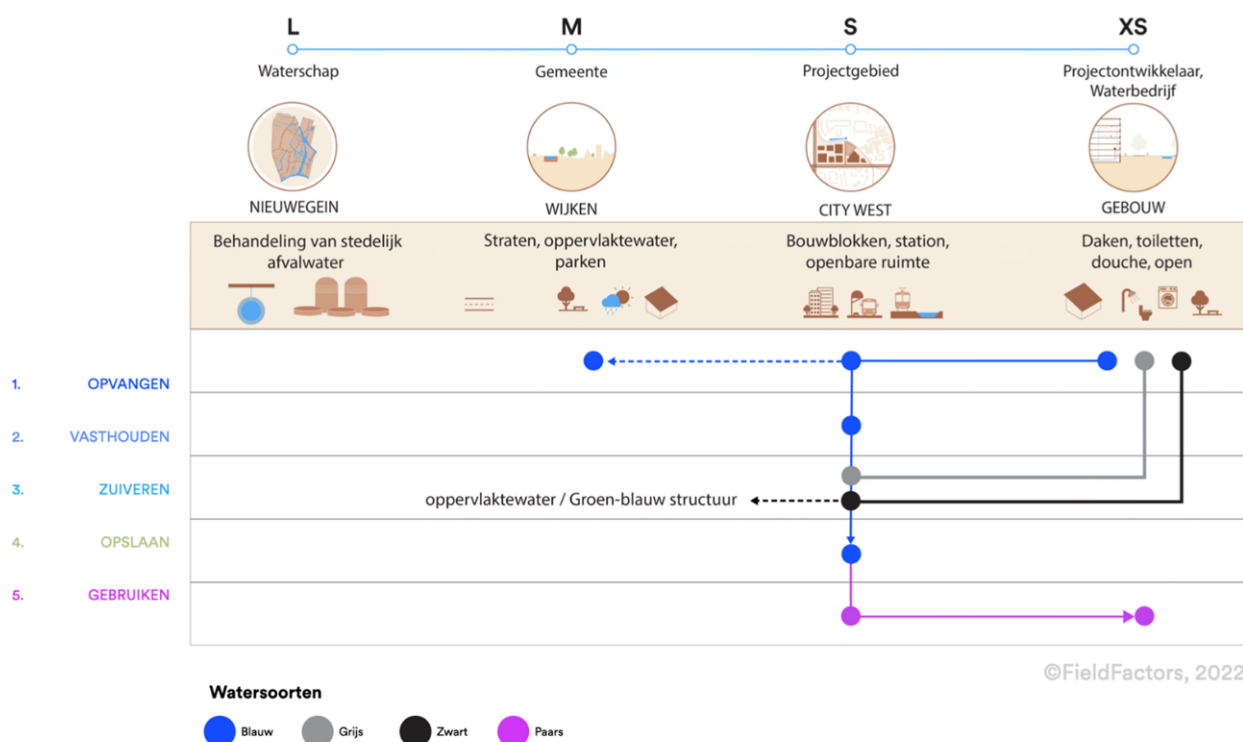 L
M
S
XS
Waterschap
Gemeente
Projectgebied
Projectontwikkelaar,
Waterbedrijf
NIEUWEGEIN
WIJKEN
CITY WEST
GEBOUW
Behandeling van stedelijk
afvalwater
Straten, oppervlaktewater,
parken
Bouwblokken, station,
openbare ruimte
Daken, toiletten,
douche, open
1. OPVANGEN
2. VASTHOUDEN
3. ZUIVEREN
oppervlaktewater / Groen-blauw structuur
4. OPSLAAN
5. GEBRUIKEN
©FieldFactors, 2022
Watersoorten
Blauw
Grijs
Zwart
Paars